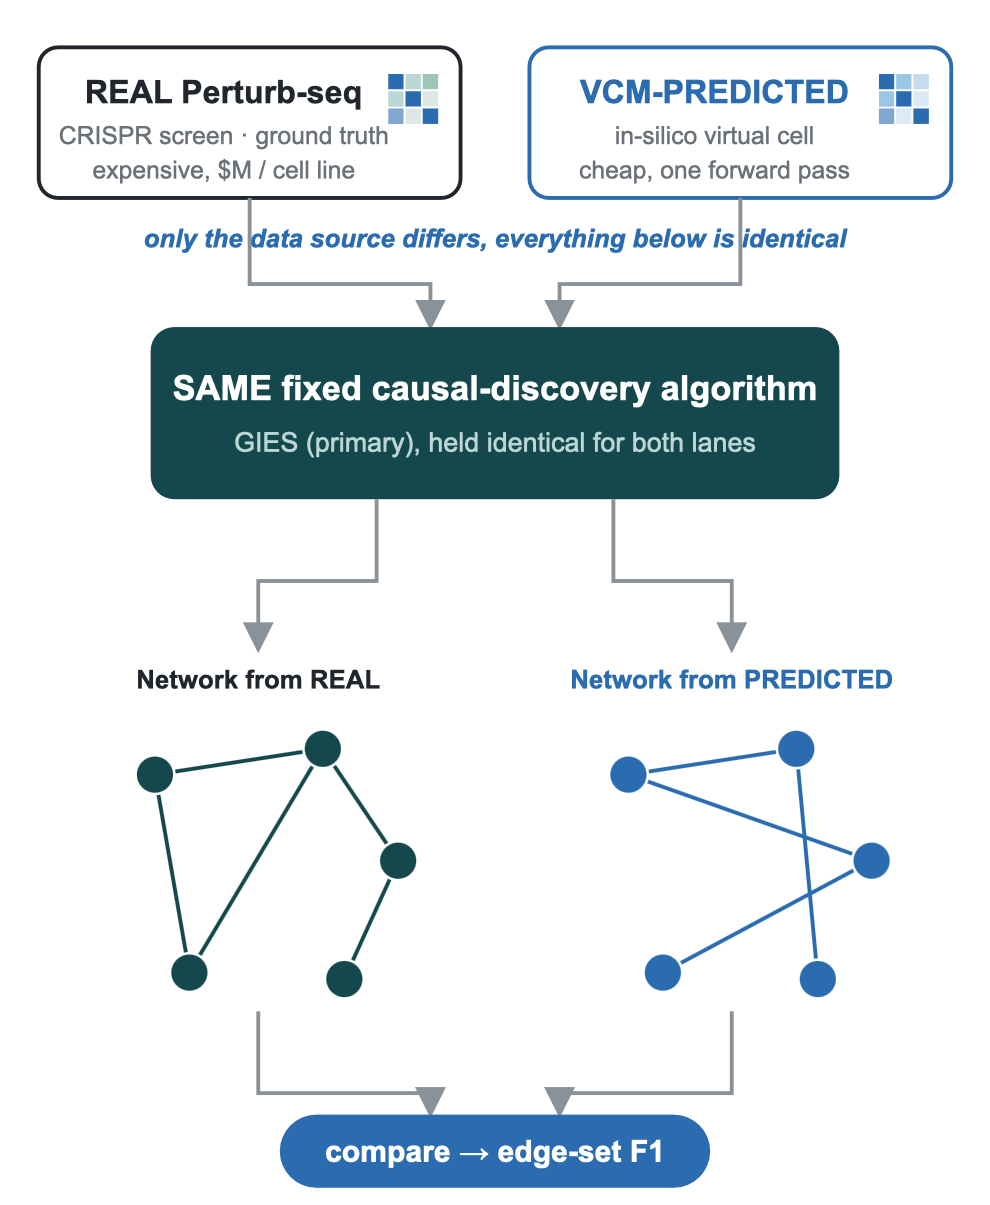 REAL Perturb-seq
CRISPR screen · ground truth
expensive, $M / cell line
VCM-PREDICTED
in-silico virtual cell
cheap, one forward pass
only the data source differs, everything below is identical
SAME fixed causal-discovery algorithm
GIES (primary), held identical for both lanes
Network from REAL
Network from PREDICTED
compare → edge-set F1